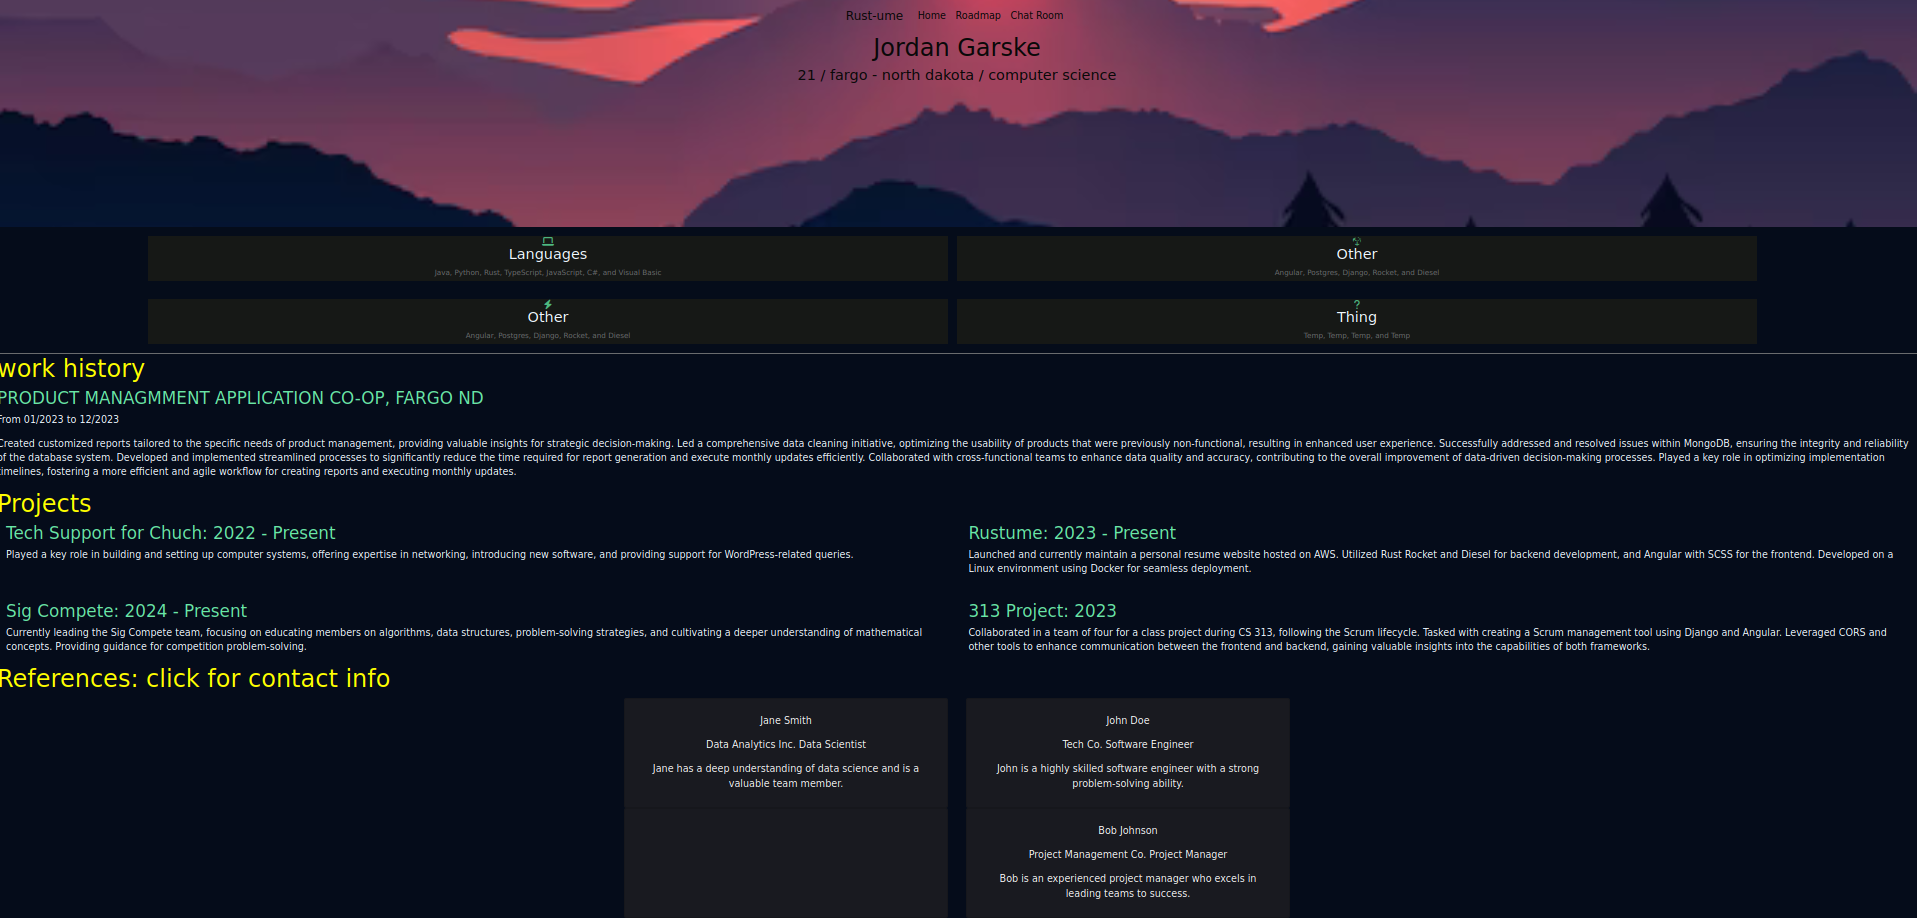 Rust-ume Home Roadmap Chat Room
Jordan Garske
21 / fargo - north dakota / computer science
Languages
Java, Python, Rust, TypeScript, JavaScript, C#, and Visual Basic
Other
Angular, Postgres, Django, Rocket, and Diesel
Other
Angular, Postgres, Django, Rocket, and Diesel
?
Thing
Temp, Temp, Temp, and Temp
work history
PRODUCT MANAGMMENT APPLICATION CO-OP, FARGO ND
From 01/2023 to 12/2023
Created customized reports tailored to the specific needs of product management, providing valuable insights for strategic decision-making. Led a comprehensive data cleaning initiative, optimizing the usability of products that were previously non-functional, resulting in enhanced user experience. Successfully addressed and resolved issues within MongoDB, ensuring the integrity and reliability
of the database system. Developed and implemented streamlined processes to significantly reduce the time required for report generation and execute monthly updates efficiently. Collaborated with cross-functional teams to enhance data quality and accuracy, contributing to the overall improvement of data-driven decision-making processes. Played a key role in optimizing implementation
timelines, fostering a more efficient and agile workflow for creating reports and executing monthly updates.
Projects
Tech Support for Chuch: 2022 - Present
Played a key role in building and setting up computer systems, offering expertise in networking, introducing new software, and providing support for WordPress-related queries.
Rustume: 2023 - Present
Launched and currently maintain a personal resume website hosted on AWS. Utilized Rust Rocket and Diesel for backend development, and Angular with SCSS for the frontend. Developed on a
Linux environment using Docker for seamless deployment.
Sig Compete: 2024 - Present
Currently leading the Sig Compete team, focusing on educating members on algorithms, data structures, problem-solving strategies, and cultivating a deeper understanding of mathematical
concepts. Providing guidance for competition problem-solving.
313 Project: 2023
Collaborated in a team of four for a class project during CS 313, following the Scrum lifecycle. Tasked with creating a Scrum management tool using Django and Angular. Leveraged CORS and
other tools to enhance communication between the frontend and backend, gaining valuable insights into the capabilities of both frameworks.
References: click for contact info
Jane Smith
Data Analytics Inc. Data Scientist
Jane has a deep understanding of data science and is a
valuable team member.
John Doe
Tech Co. Software Engineer
John is a highly skilled software engineer with a strong
problem-solving ability.
Bob Johnson
Project Management Co. Project Manager
Bob is an experienced project manager who excels in
leading teams to success.